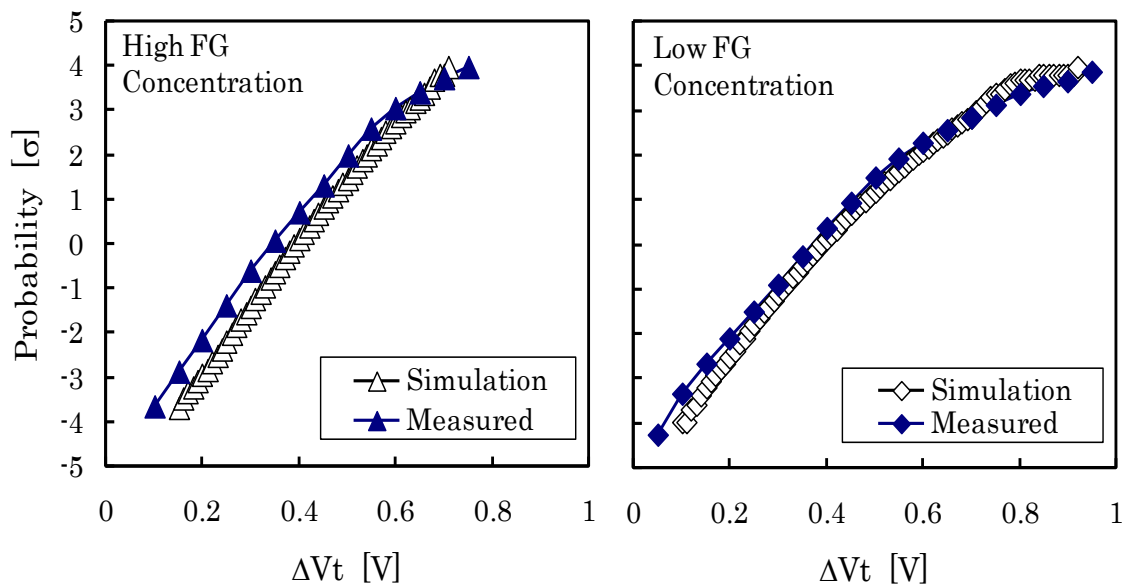 High FG
Concentration
Probability [σ]
5
4
3
2
1
0
-1
-2
-3
-4
-5
Simulation
Measured
0
0.2
0.4
0.6
0.8
1
ΔVt [V]
Low FG
Concentration
Simulation
Measured
0
0.2
0.4
0.6
0.8
1
ΔVt [V]